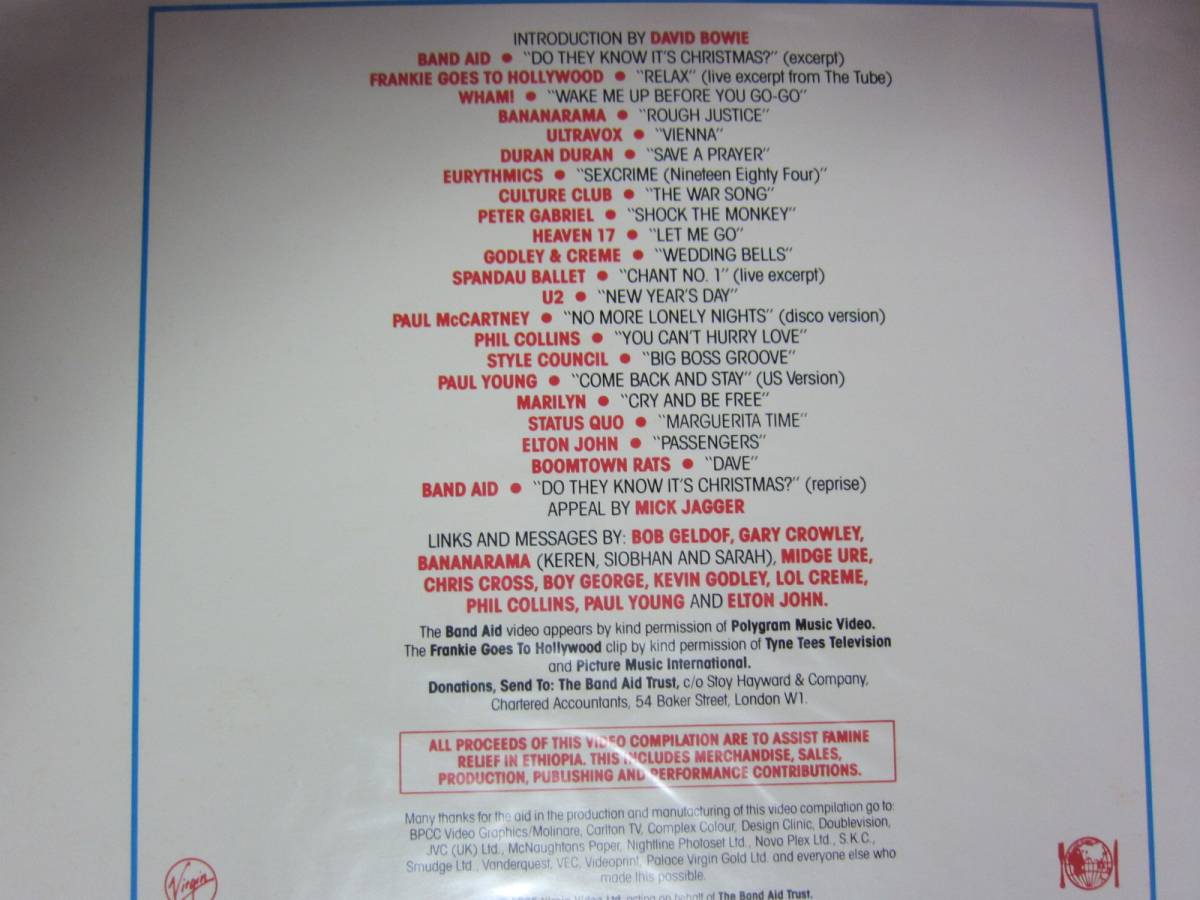 INTRODUCTION BY DAVID BOWIE
BAND AID • "DO THEY KNOW IT'S CHRISTMAS?" (excerpt)
FRANKIE GOES TO HOLLYWOOD • "RELAX" (live excerpt from The Tube)
WHAM! • "WAKE ME UP BEFORE YOU GO-GO"
BANANARAMA • "ROUGH JUSTICE"
ULTRAVOX • "VIENNA"
DURAN DURAN • "SAVE A PRAYER"
EURYTHMICS • "SEXCRIME (Nineteen Eighty Four)"
CULTURE CLUB • "THE WAR SONG"
PETER GABRIEL • "SHOCK THE MONKEY"
HEAVEN 17 • "LET ME GO"
GODLEY & CREME • "WEDDING BELLS"
SPANDAU BALLET • "CHANT NO. 1" (live excerpt)
U2 • "NEW YEAR'S DAY"
PAUL McCARTNEY • "NO MORE LONELY NIGHTS" (disco version)
PHIL COLLINS • "YOU CAN'T HURRY LOVE"
STYLE COUNCIL • "BIG BOSS GROOVE"
PAUL YOUNG • "COME BACK AND STAY" (US Version)
MARILYN • "CRY AND BE FREE"
STATUS QUO • "MARGUERITA TIME"
ELTON JOHN • "PASSENGERS"
BOOMTOWN RATS • "DAVE"
BAND AID • "DO THEY KNOW IT'S CHRISTMAS?" (reprise)
APPEAL BY MICK JAGGER
LINKS AND MESSAGES BY: BOB GELDOF, GARY CROWLEY,
BANANARAMA (KEREN, SIOBHAN AND SARAH), MIDGE URE,
CHRIS CROSS, BOY GEORGE, KEVIN GODLEY, LOL CREME,
PHIL COLLINS, PAUL YOUNG AND ELTON JOHN.
The Band Aid video appears by kind permission of Polygram Music Video.
The Frankie Goes To Hollywood clip by kind permission of Tyne Tees Television
and Picture Music International.
Donations, Send To: The Band Aid Trust, c/o Stoy Hayward & Company,
Chartered Accountants, 54 Baker Street, London W1.
ALL PROCEEDS OF THIS VIDEO COMPILATION ARE TO ASSIST FAMINE
RELIEF IN ETHIOPIA. THIS INCLUDES MERCHANDISE, SALES,
PRODUCTION, PUBLISHING AND PERFORMANCE CONTRIBUTIONS.
Many thanks for the aid in the production and manufacturing of this video compilation go to:
BPCC Video Graphics/Molinare, Carlton TV, Complex Colour, Design Clinic, Doublevision,
JVC (UK) Ltd., McNaughtons Paper, Nightline Photoset Ltd., Novo Plex Ltd., S.K.C.,
Smudge Ltd., Vanderquest, VEC, Videoprint, Palace Virgin Gold Ltd. and everyone else who
made this possible.
Virgin Video Ltd. acting on behalf of The Band Aid Trust.
Virgin